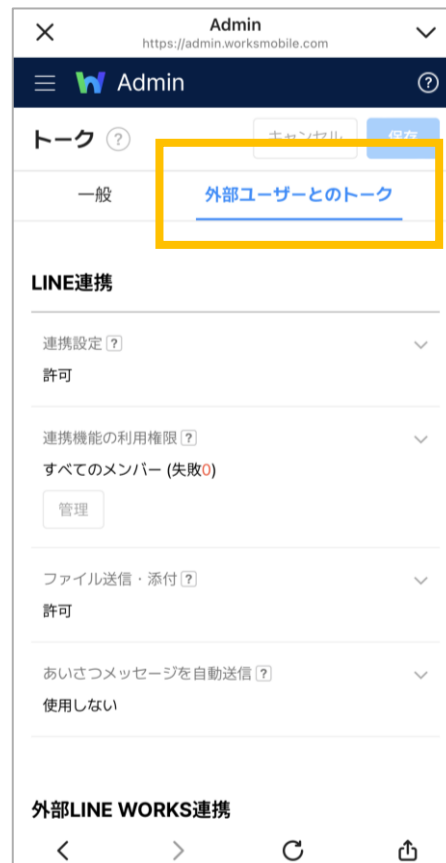 Admin
https://admin.worksmobile.com
Admin
トーク ?
キャンセル
保存
一般
外部ユーザーとのトーク
LINE連携
連携設定 ?
許可
連携機能の利用権限 ?
すべてのメンバー (失敗0)
管理
ファイル送信・添付 ?
許可
あいさつメッセージを自動送信 ?
使用しない
外部LINE WORKS連携